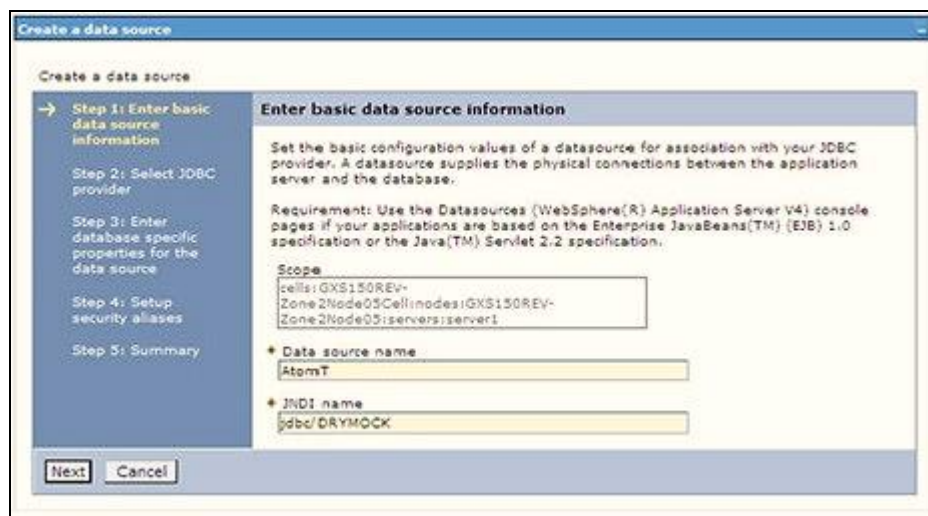 Create a data source
Create a data source
Step 1: Enter basic
data source
information
Step 2: Select JDBC
provider
Step 3: Enter
database specific
properties for the
data source
Step 4: Setup
security aliases
Step 5: Summary
Enter basic data source information
Set the basic configuration values of a datasource for association with your JDBC
provider. A datasource supplies the physical connections between the application
server and the database.
Requirement: Use the Datasources (WebSphere(R) Application Server V4) console
pages if your applications are based on the Enterprise JavaBeans(TM) (EJB) 1.0
specification or the Java(TM) Servlet 2.2 specification.
Scope
cells:GXS150REV-
Zone2Node05Cell:nodes:GXS150REV-
Zone2Node05:servers:server1
Data source name
AtomT
JNDI name
jdbc/DRYMOCK
Next Cancel